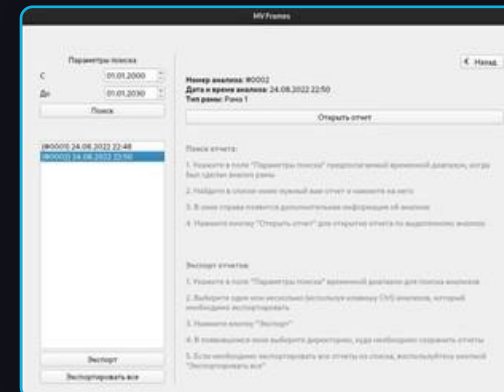 MV Frames
Параметры поиска
С 01.01.2000
До 01.01.2030
Поиск
(#0001) 24.08.2022 22:48
(#0002) 24.08.2022 22:50
Экспорт
Экспортировать все
Назад
Номер анализа: #0002
Дата и время анализа: 24.08.2022 22:50
Тип рамы: Рама 1
Открыть отчет
Поиск отчета:
1. Укажите в поле "Параметры поиска" предполагаемый временной диапазон, когда
был сделан анализ рамы
2. Найдите в списке ниже нужный вам отчет и нажмите на него
3. В окне справа появится дополнительная информация об анализе
4. Нажмите кнопку "Открыть отчет" для открытия отчета по выделенному анализу
Экспорт отчетов:
1. Укажите в поле "Параметры поиска" временной диапазон для поиска анализов
2. Выберите один или несколько (используя клавишу Ctrl) анализов, который
необходимо экспортировать
3. Нажмите кнопку "Экспорт"
4. В появившемся окне выберите директорию, куда необходимо сохранить отчеты
5. Если необходимо экспортировать все отчеты из списка, воспользуйтесь кнопкой
"Экспортировать все"